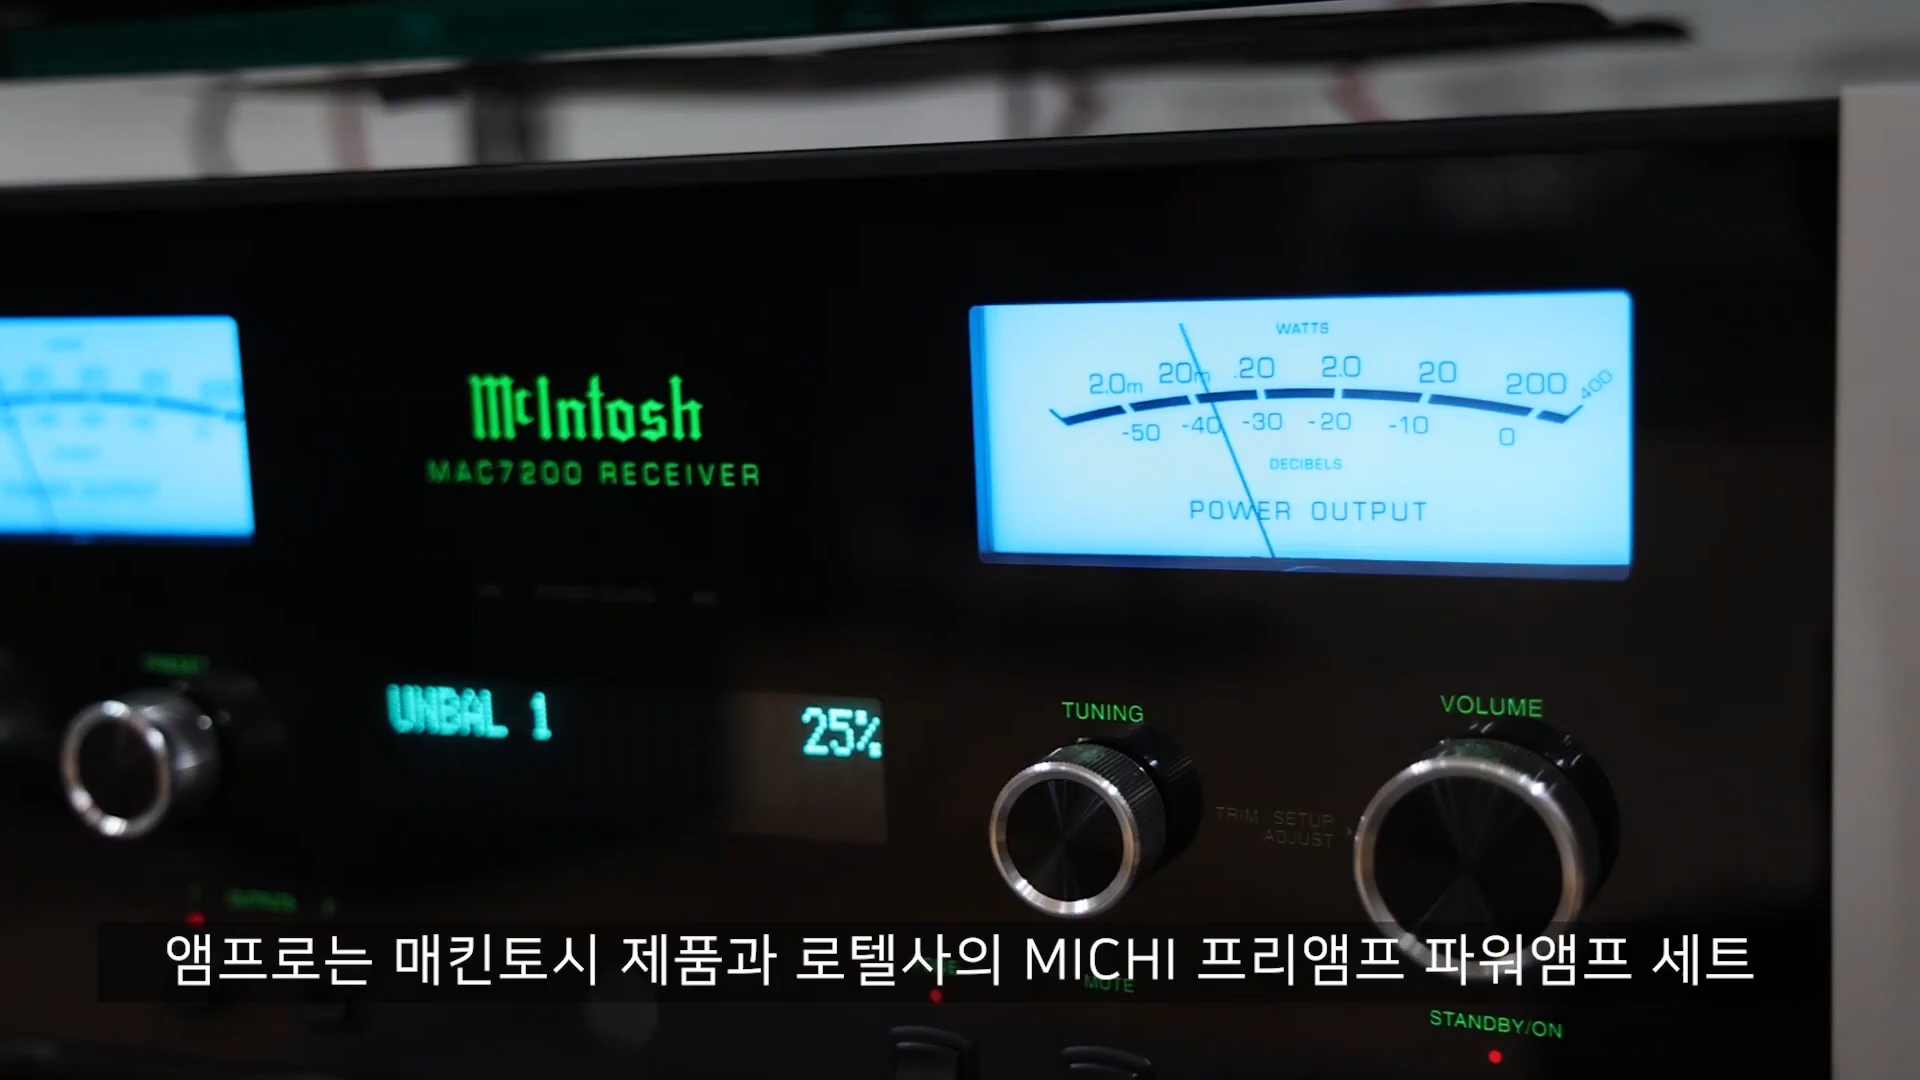 WATTS
2.0m 20m .20 2.0 20 200 400
-50 -40 -30 -20 -10 0
DECIBELS
POWER OUTPUT
McIntosh
MAC7200 RECEIVER
UNBAL 1 25%
TUNING
VOLUME
TRIM SETUP
ADJUST
앰프로는 매킨토시 제품과 로텔사의 MICHI 프리앰프 파워앰프 세트
MUTE
STANDBY/ON